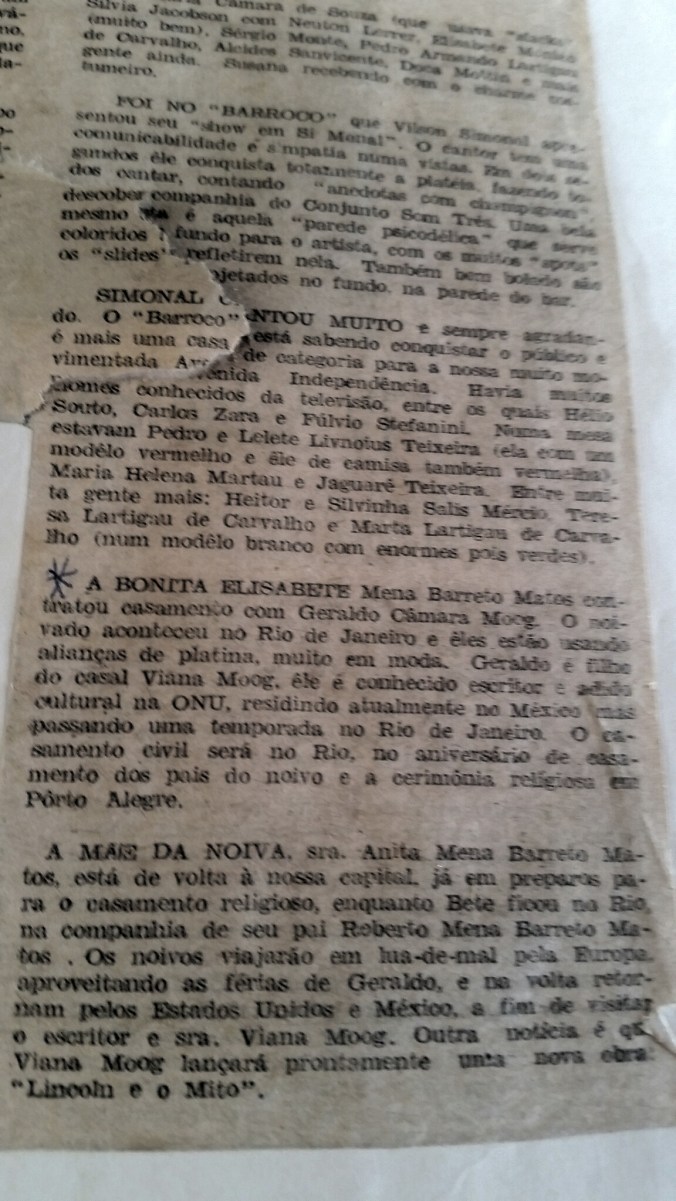 Câmara de Souza (que usava "slacks"
Silvia Jacobson com Neuton Lerrer, Elisabete
(muito bem), Sérgio Monte, Pedro Armando Lartigau
de Carvalho, Alcides Sanvicente, Doca Mottin e mais
gente ainda. Susana recebendo com o charme cos-
tumeiro.
FOI NO "BARROCO" que Vilson Simonal apre-
sentou seu "show em Si Monal". O cantor tem uma
comunicabilidade e simpatia numa vistas. Em dois se-
gundos êle conquista totalmente a platéia, fazendo to-
dos cantar, contando "anedotas com champignon"
descober companhia do Conjunto Som Três. Uma bela
mesmo é aquela "parede psicodélica" que serve
coloridos fundo para o artista, com os muitos "spots"
os "slides" refletirem nela. Também bem bolado são
ojetados no fundo, na parede do bar.
SIMONAL C
do. O "Barroco" NTOU MUITO e sempre agradan-
é mais uma casa está sabendo conquistar o público e
vimentada Av de categoria para a nossa muito mo-
enida Independência. Havia muitos
nomes conhecidos da televisão, entre os quais Hélio
Souto, Carlos Zara e Fúlvio Stefanini. Numa mesa
estavam Pedro e Lelete Livnoius Teixeira (ela com um
modêlo vermelho e êle de camisa também vermelha),
Maria Helena Martau e Jaguarê Teixeira. Entre mui-
ta gente mais: Heitor e Silvinha Salis Mércio, Tere-
sa Lartigau de Carvalho e Marta Lartigau de Carva-
lho (num modêlo branco com enormes pois verdes).
A BONITA ELISABETE Mena Barreto Matos con-
tratou casamento com Geraldo Câmara Moog. O noi-
vado aconteceu no Rio de Janeiro e êles estão usando
alianças de platina, muito em moda. Geraldo é filho
do casal Viana Moog, êle é conhecido escritor e adido
cultural na ONU, residindo atualmente no México mas
passando uma temporada no Rio de Janeiro. O ca-
samento civil será no Rio, no aniversário de casa-
mento dos pais do noivo e a cerimônia religiosa em
Pôrto Alegre.
A MÃE DA NOIVA, sra. Anita Mena Barreto Ma-
tos, está de volta à nossa capital, já em preparos pa-
ra o casamento religioso, enquanto Bete ficou no Rio,
na companhia de seu pai Roberto Mena Barreto Ma-
tos . Os noivos viajarão em lua-de-mal pela Europa,
aproveitando as férias de Geraldo, e na volta retor-
nam pelos Estados Unidos e México, a fim de visitar
o escritor e sra. Viana Moog. Outra notícia é q
Viana Moog lançará prontamente uma nova obra:
"Lincoln e o Mito".